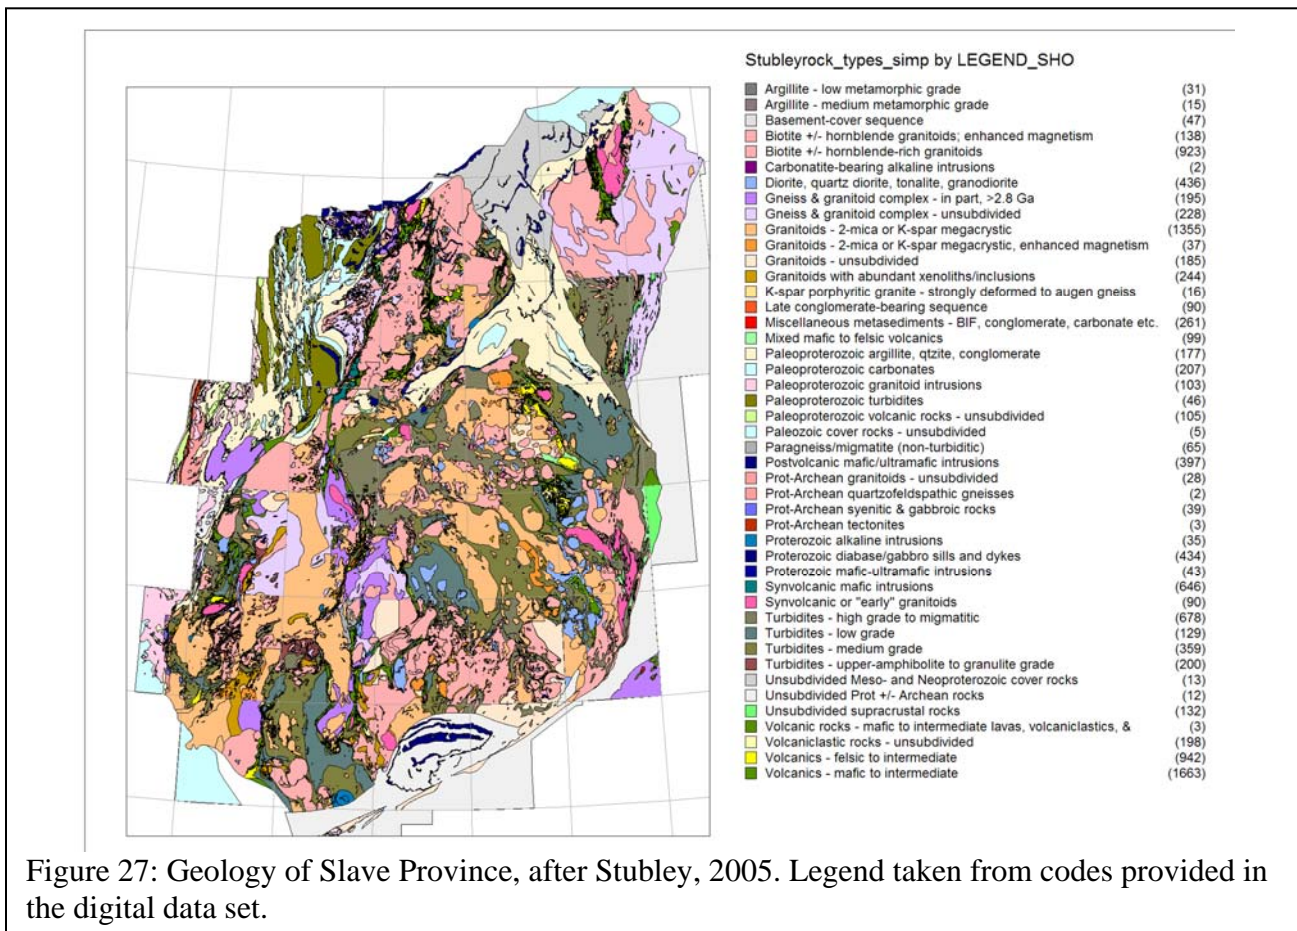 Stubleyrock_types_simp by LEGEND_SHO
Argillite - low metamorphic grade (31)
Argillite - medium metamorphic grade (15)
Basement-cover sequence (47)
Biotite +/- hornblende granitoids; enhanced magnetism (138)
Biotite +/- hornblende-rich granitoids (923)
Carbonatite-bearing alkaline intrusions (2)
Diorite, quartz diorite, tonalite, granodiorite (436)
Gneiss & granitoid complex - in part, >2.8 Ga (195)
Gneiss & granitoid complex - unsubdivided (228)
Granitoids - 2-mica or K-spar megacrystic (1355)
Granitoids - 2-mica or K-spar megacrystic, enhanced magnetism (37)
Granitoids - unsubdivided (185)
Granitoids with abundant xenoliths/inclusions (244)
K-spar porphyritic granite - strongly deformed to augen gneiss (16)
Late conglomerate-bearing sequence (90)
Miscellaneous metasediments - BIF, conglomerate, carbonate etc. (261)
Mixed mafic to felsic volcanics (99)
Paleoproterozoic argillite, qtzite, conglomerate (177)
Paleoproterozoic carbonates (207)
Paleoproterozoic granitoid intrusions (103)
Paleoproterozoic turbidites (46)
Paleoproterozoic volcanic rocks - unsubdivided (105)
Paleozoic cover rocks - unsubdivided (5)
Paragneiss/migmatite (non-turbiditic) (65)
Postvolcanic mafic/ultramafic intrusions (397)
Prot-Archean granitoids - unsubdivided (28)
Prot-Archean quartzofeldspathic gneisses (2)
Prot-Archean syenitic & gabbroic rocks (39)
Prot-Archean tectonites (3)
Proterozoic alkaline intrusions (35)
Proterozoic diabase/gabbro sills and dykes (434)
Proterozoic mafic-ultramafic intrusions (43)
Synvolcanic mafic intrusions (646)
Synvolcanic or "early" granitoids (90)
Turbidites - high grade to migmatitic (678)
Turbidites - low grade (129)
Turbidites - medium grade (359)
Turbidites - upper-amphibolite to granulite grade (200)
Unsubdivided Meso- and Neoproterozoic cover rocks (13)
Unsubdivided Prot +/- Archean rocks (12)
Unsubdivided supracrustal rocks (132)
Volcanic rocks - mafic to intermediate lavas, volcaniclastics, & (3)
Volcaniclastic rocks - unsubdivided (198)
Volcanics - felsic to intermediate (942)
Volcanics - mafic to intermediate (1663)
Figure 27: Geology of Slave Province, after Stubley, 2005. Legend taken from codes provided in
the digital data set.